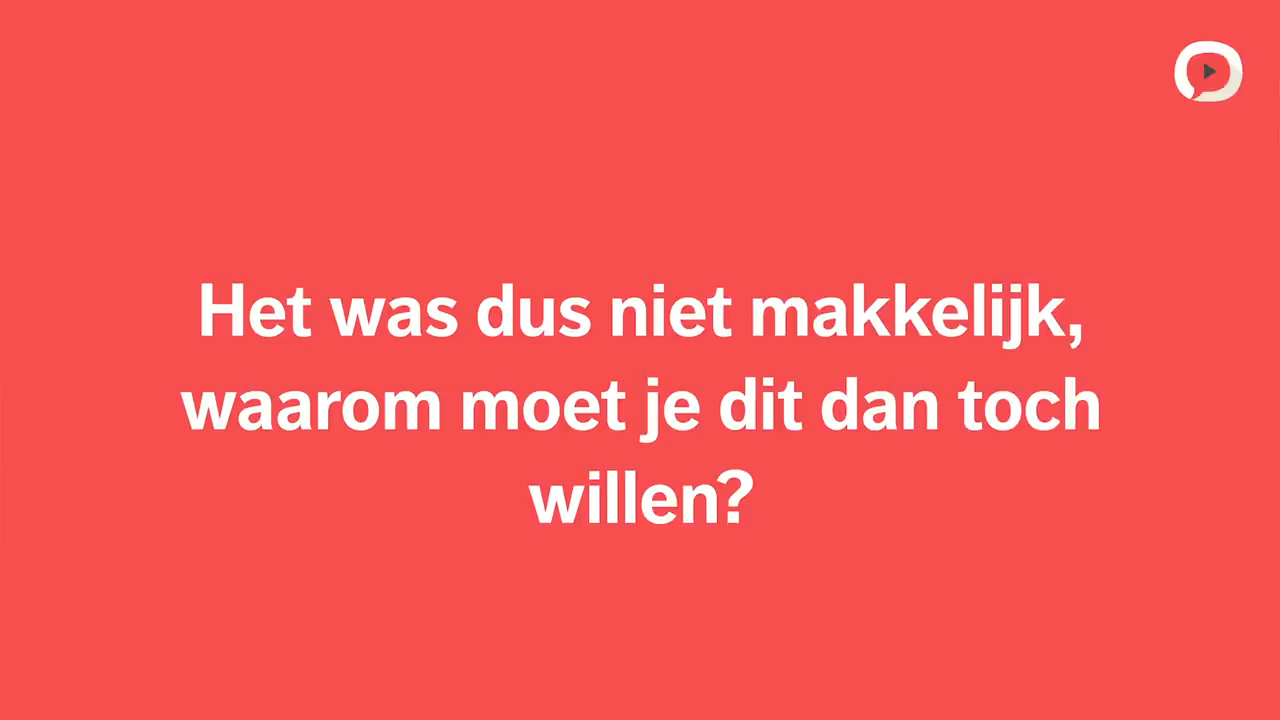 Het was dus niet makkelijk,
waarom moet je dit dan toch
willen?